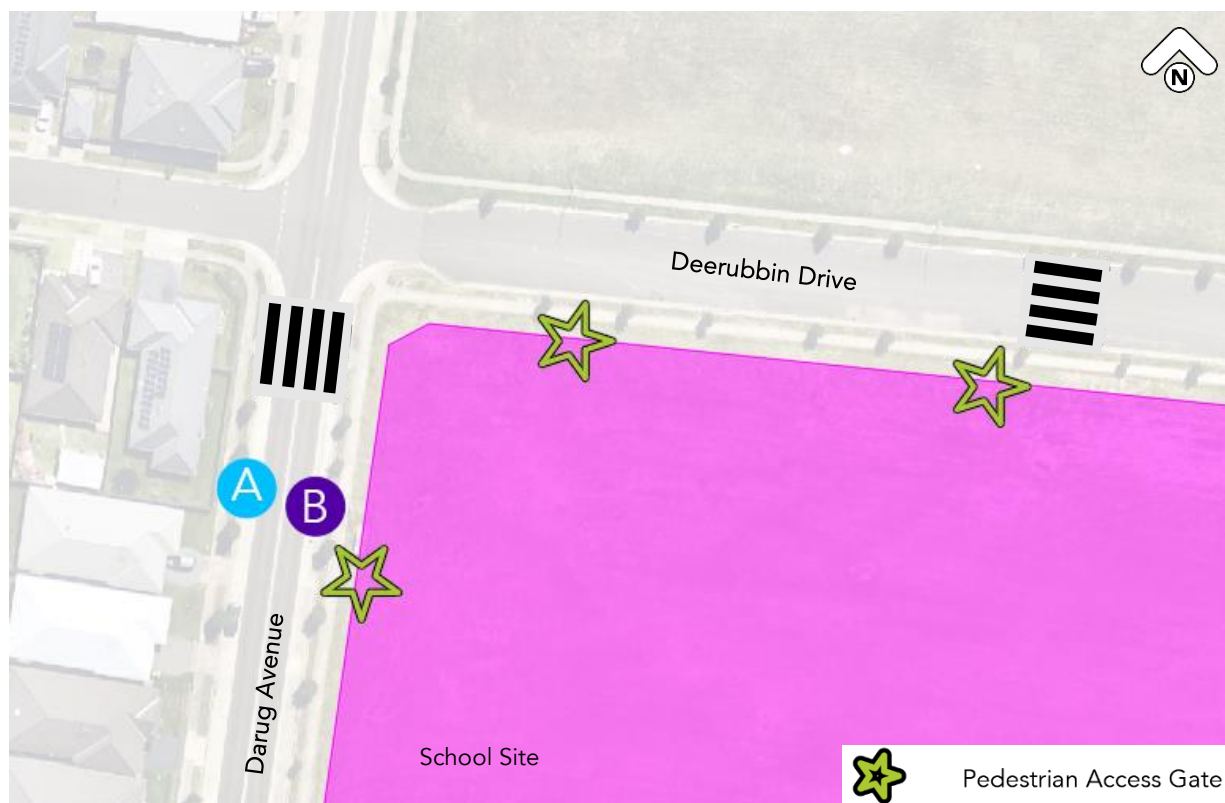 N
Deerubbin Drive
A
B
Darug Avenue
School Site
Pedestrian Access Gate